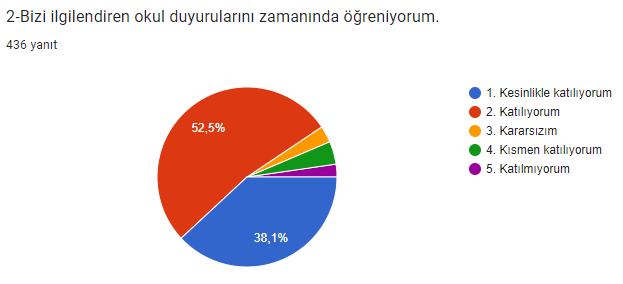 2-Bizi ilgilendiren okul duyurularını zamanında öğreniyorum.
436 yanıt
52,5%
38,1%
1. Kesinlikle katılıyorum
2. Katılıyorum
3. Kararsızım
4. Kısmen katılıyorum
5. Katılmıyorum